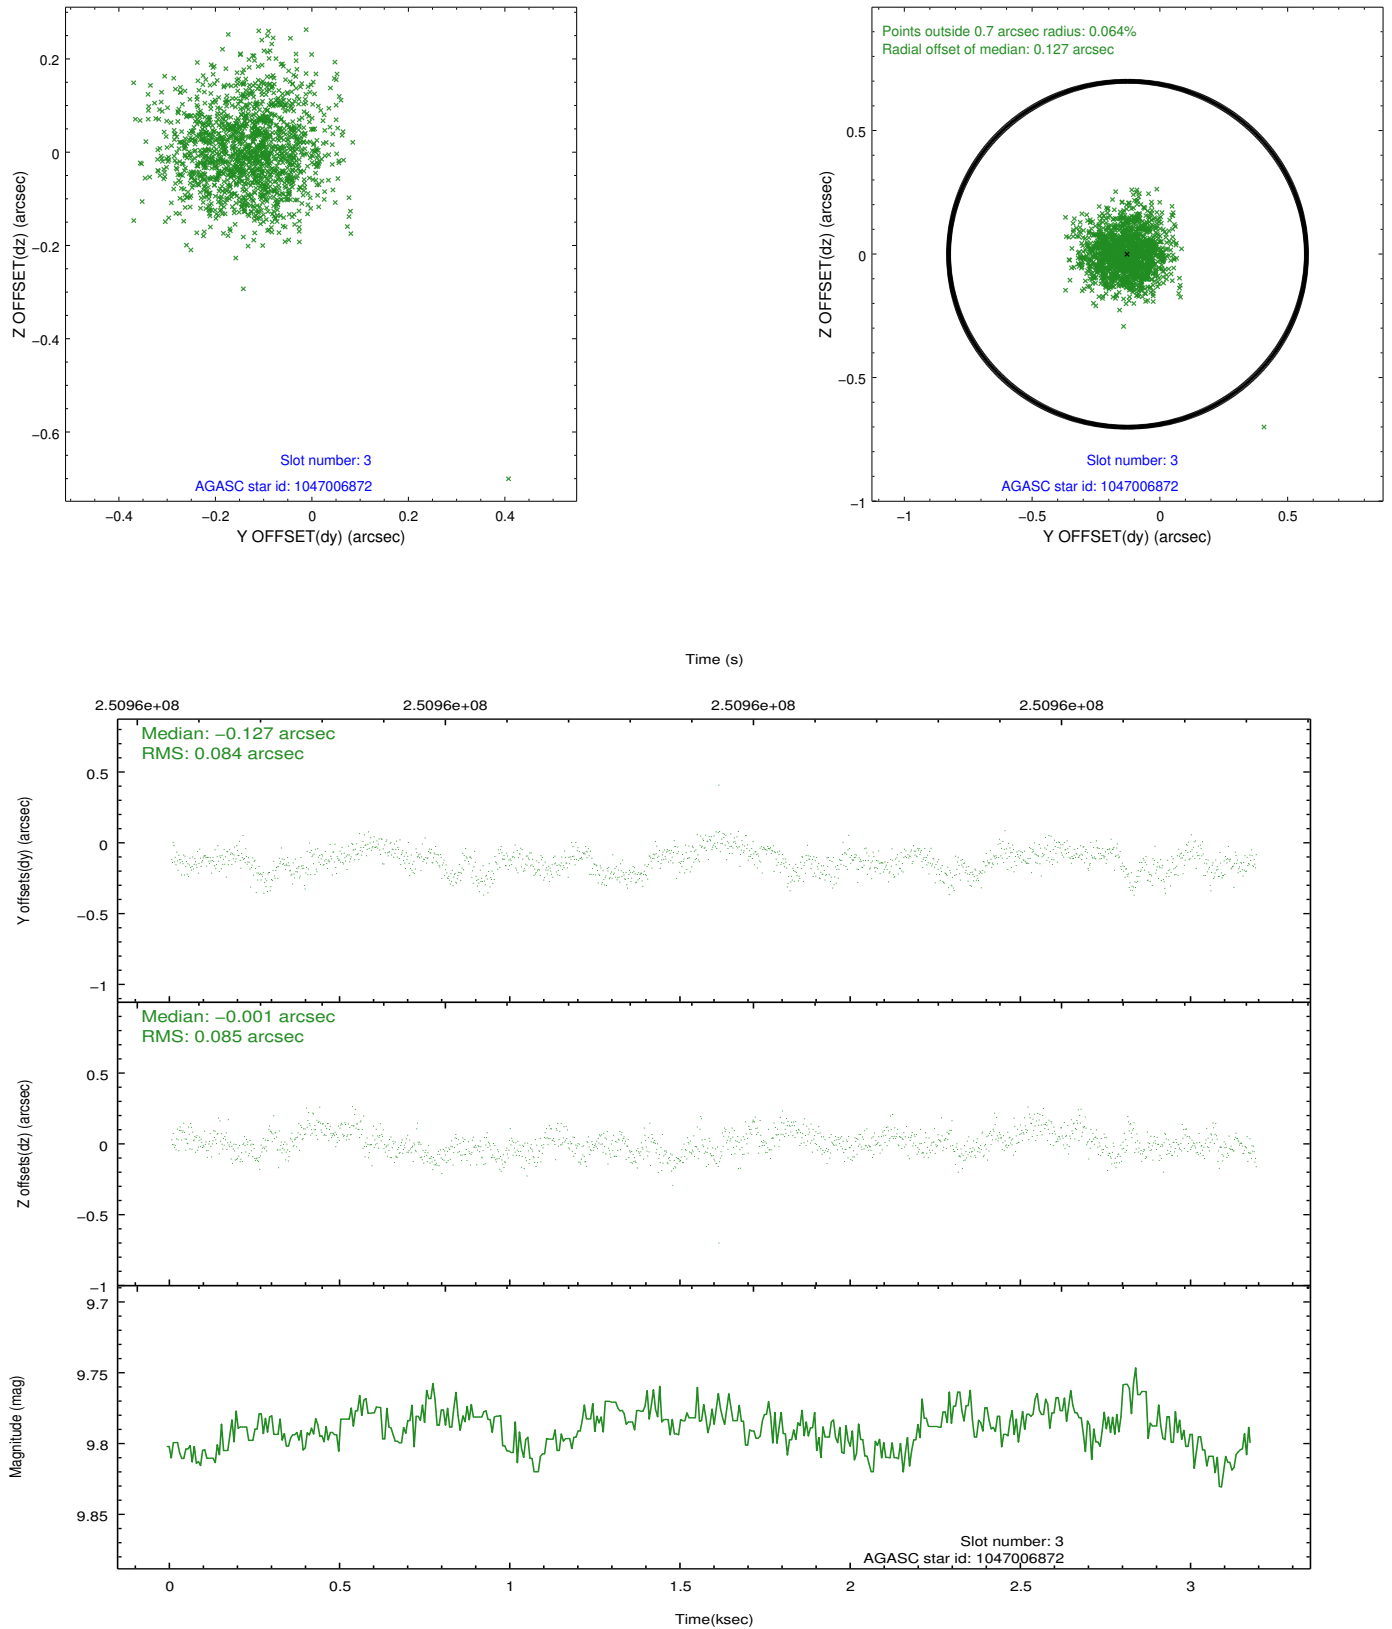 0.2
0
−0.2
−0.4
−0.6
Z OFFSET(dz) (arcsec)
Slot number: 3
AGASC star id: 1047006872
−0.4
−0.2
0
0.2
0.4
Y OFFSET(dy) (arcsec)
Points outside 0.7 arcsec radius: 0.064%
Radial offset of median: 0.127 arcsec
0.5
0
−0.5
−1
Z OFFSET(dz) (arcsec)
Slot number: 3
AGASC star id: 1047006872
−1
−0.5
0
0.5
Y OFFSET(dy) (arcsec)
Time (s)
2.5096e+08
2.5096e+08
2.5096e+08
2.5096e+08
Median: −0.127 arcsec
RMS: 0.084 arcsec
0.5
0
−0.5
−1
Y offsets(dy) (arcsec)
Median: −0.001 arcsec
RMS: 0.085 arcsec
0.5
0
−0.5
−1
Z offsets(dz) (arcsec)
9.7
9.75
9.8
9.85
Magnitude (mag)
Slot number: 3
AGASC star id: 1047006872
0
0.5
1
1.5
2
2.5
3
Time(ksec)